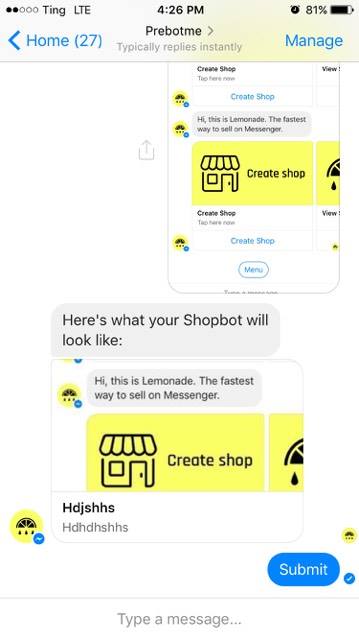 Ting LTE 4:26 PM 81%
Home (27) Prebotme > Manage
Typically replies instantly
Create Shop View S
Tap here now
Create Shop
Hi, this is Lemonade. The fastest
way to sell on Messenger.
Create shop
Create Shop View S
Tap here now
Create Shop
Menu
Type a message
Here's what your Shopbot will
look like:
Hi, this is Lemonade. The fastest
way to sell on Messenger.
Create shop
Hdjshhs
Hdhdhshhs
Submit
Type a message...